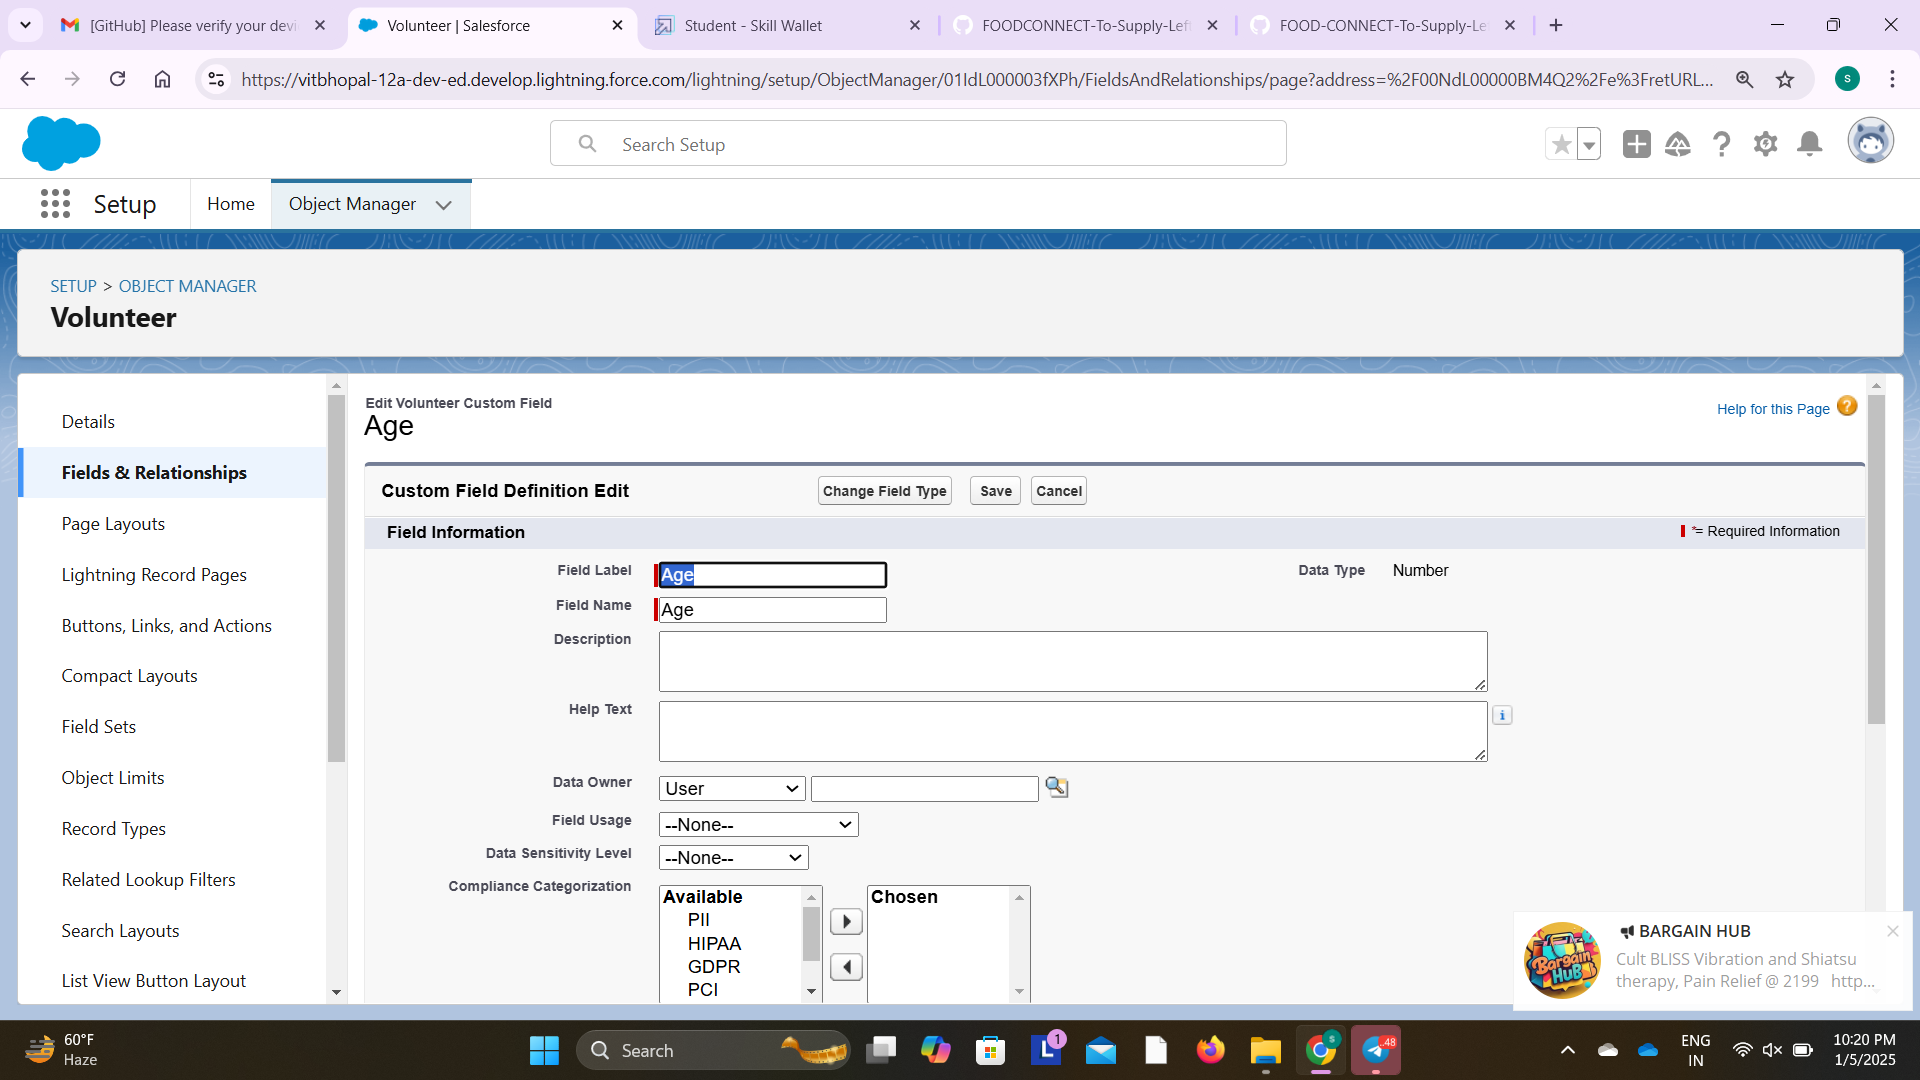 [GitHub] Please verify your devi
Volunteer | Salesforce
Student - Skill Wallet
FOODCONNECT-To-Supply-Left
FOOD-CONNECT-To-Supply-Le
https://vitbhopal-12a-dev-ed.develop.lightning.force.com/lightning/setup/ObjectManager/01IdL000003fXPh/FieldsAndRelationships/page?address=%2F00NdL00000BM4Q2%2Fe%3FretURL...
S
Search Setup
Setup
Home
Object Manager
SETUP > OBJECT MANAGER
Volunteer
Details
Fields & Relationships
Page Layouts
Lightning Record Pages
Buttons, Links, and Actions
Compact Layouts
Field Sets
Object Limits
Record Types
Related Lookup Filters
Search Layouts
List View Button Layout
Edit Volunteer Custom Field
Age
Help for this Page
Custom Field Definition Edit
Change Field Type
Save
Cancel
Field Information
*= Required Information
Field Label
Age
Data Type
Number
Field Name
Age
Description
Help Text
Data Owner
User
Field Usage
--None--
Data Sensitivity Level
--None--
Compliance Categorization
Available
PII
HIPAA
GDPR
PCI
Chosen
BARGAIN HUB
Cult BLISS Vibration and Shiatsu
therapy, Pain Relief @ 2199 http...
60°F
Haze
Search
1
S
48
ENG
IN
10:20 PM
1/5/2025